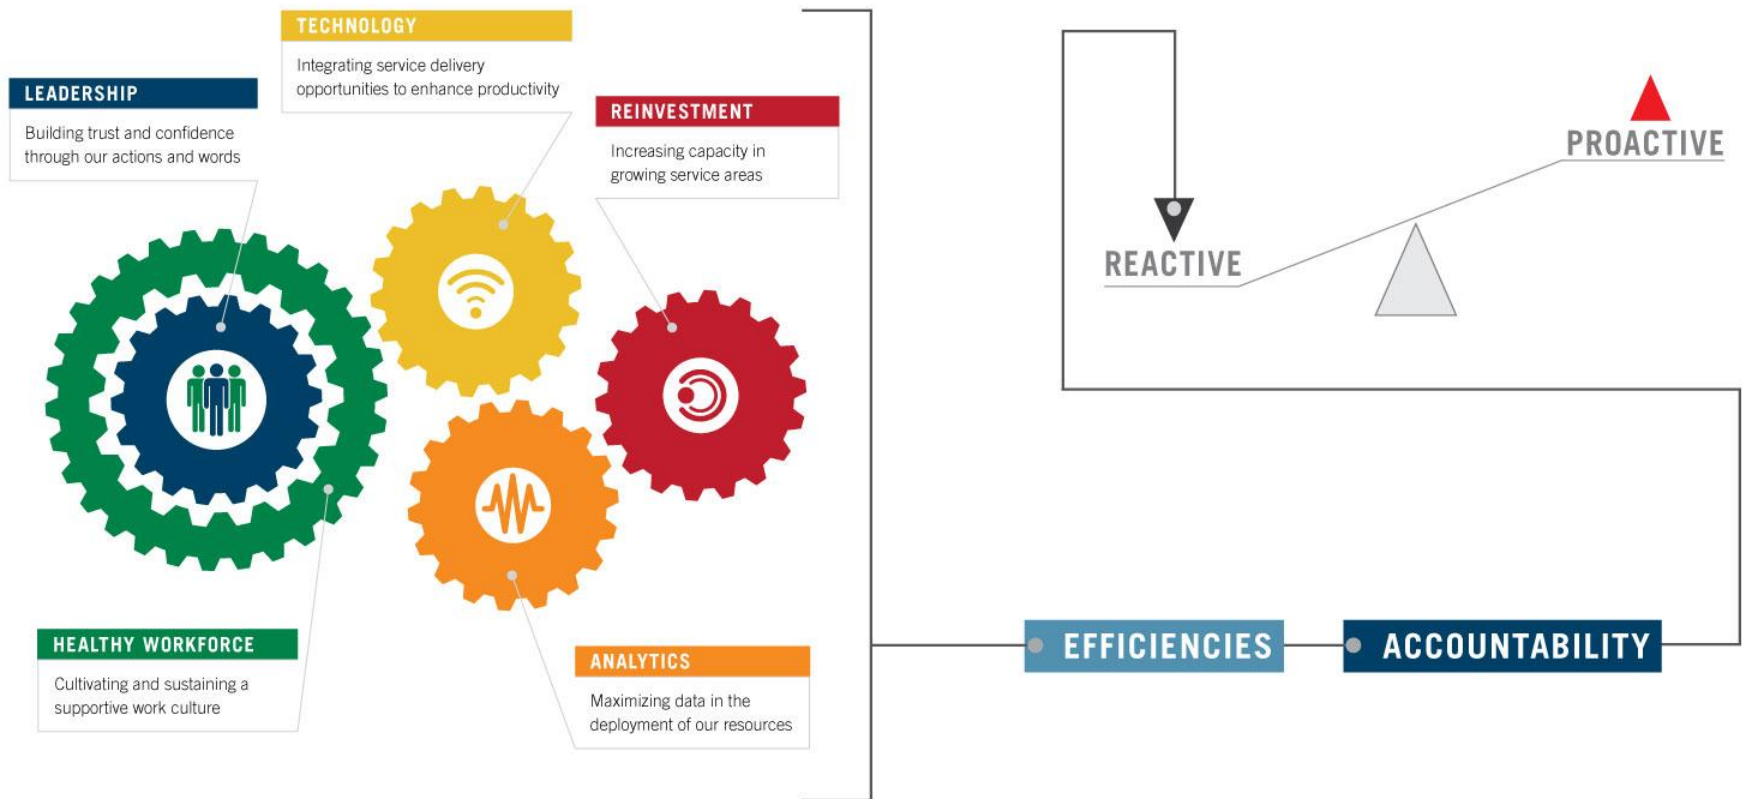 TECHNOLOGY
Integrating service delivery
opportunities to enhance productivity
LEADERSHIP
Building trust and confidence
through our actions and words
REINVESTMENT
Increasing capacity in
growing service areas
HEALTHY WORKFORCE
Cultivating and sustaining a
supportive work culture
ANALYTICS
Maximizing data in the
deployment of our resources
PROACTIVE
REACTIVE
EFFICIENCIES
ACCOUNTABILITY